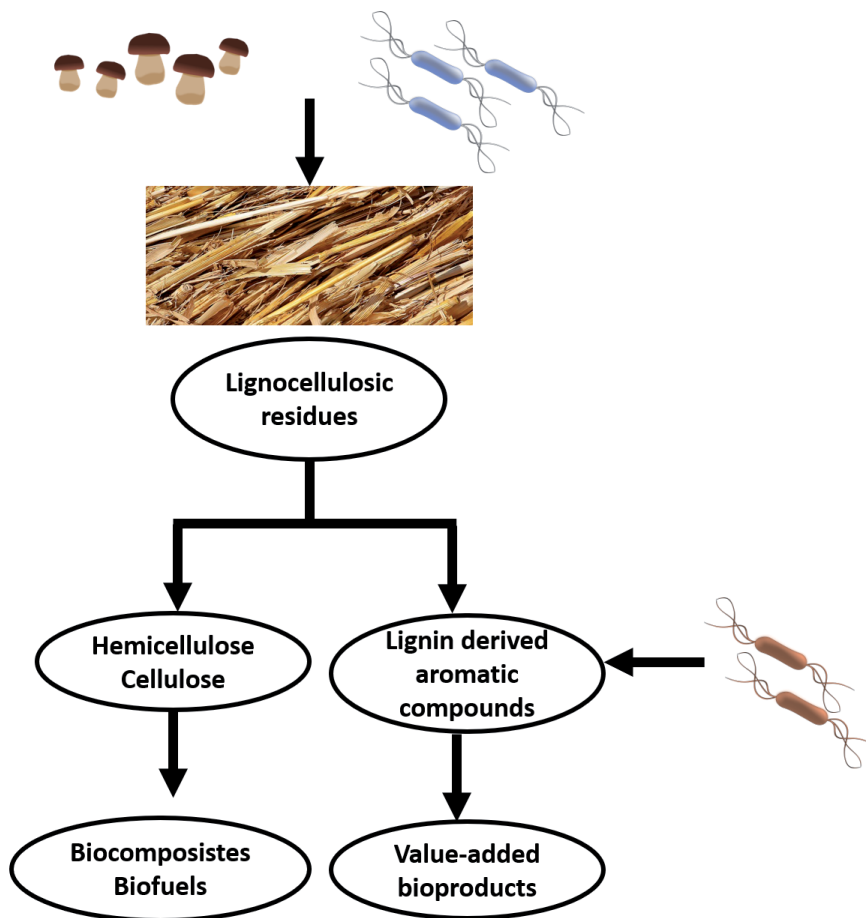 Lignocellulosic
residues
Hemicellulose
Cellulose
Lignin derived
aromatic
compounds
Biocomposistes
Biofuels
Value-added
bioproducts